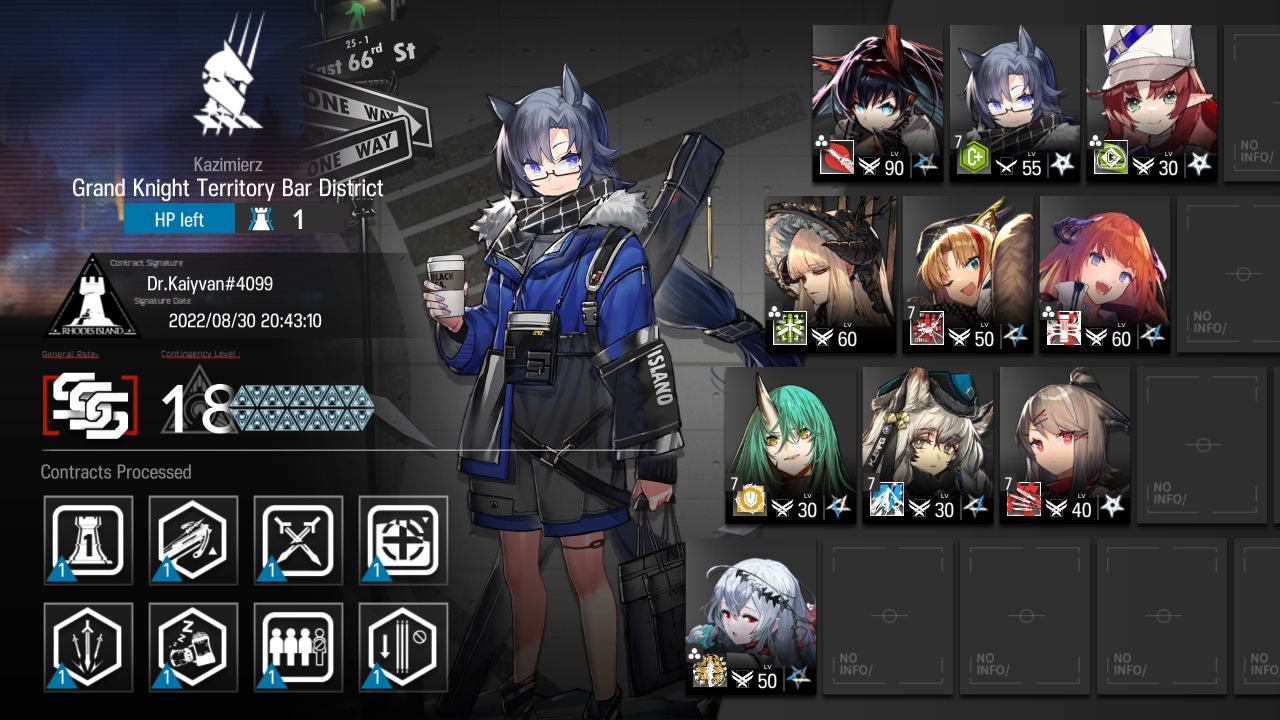 25 - 1
ast 66rd St
ONE WAY
ONE WAY
Kazimierz
Grand Knight Territory Bar District
HP left 1
Contract Signature
Dr.Kaiyvan#4099
Signature Date
2022/08/30 20:43:10
RHODES ISLAND
General Rate:
Contingency Level :
18
Contracts Processed
1
1
1
1
1
1
1
1
1
Z
Z
BLACK
ISLAND
LV
90
7
C+
LV
55
LV
30
NO
INFO/
LV
60
7
LV
50
LV
60
NO
INFO/
7
LV
30
7
LV
30
7
LV
40
NO
INFO/
LV
50
NO
INFO/
NO
INFO/
NO
INFO/
NO
INFO